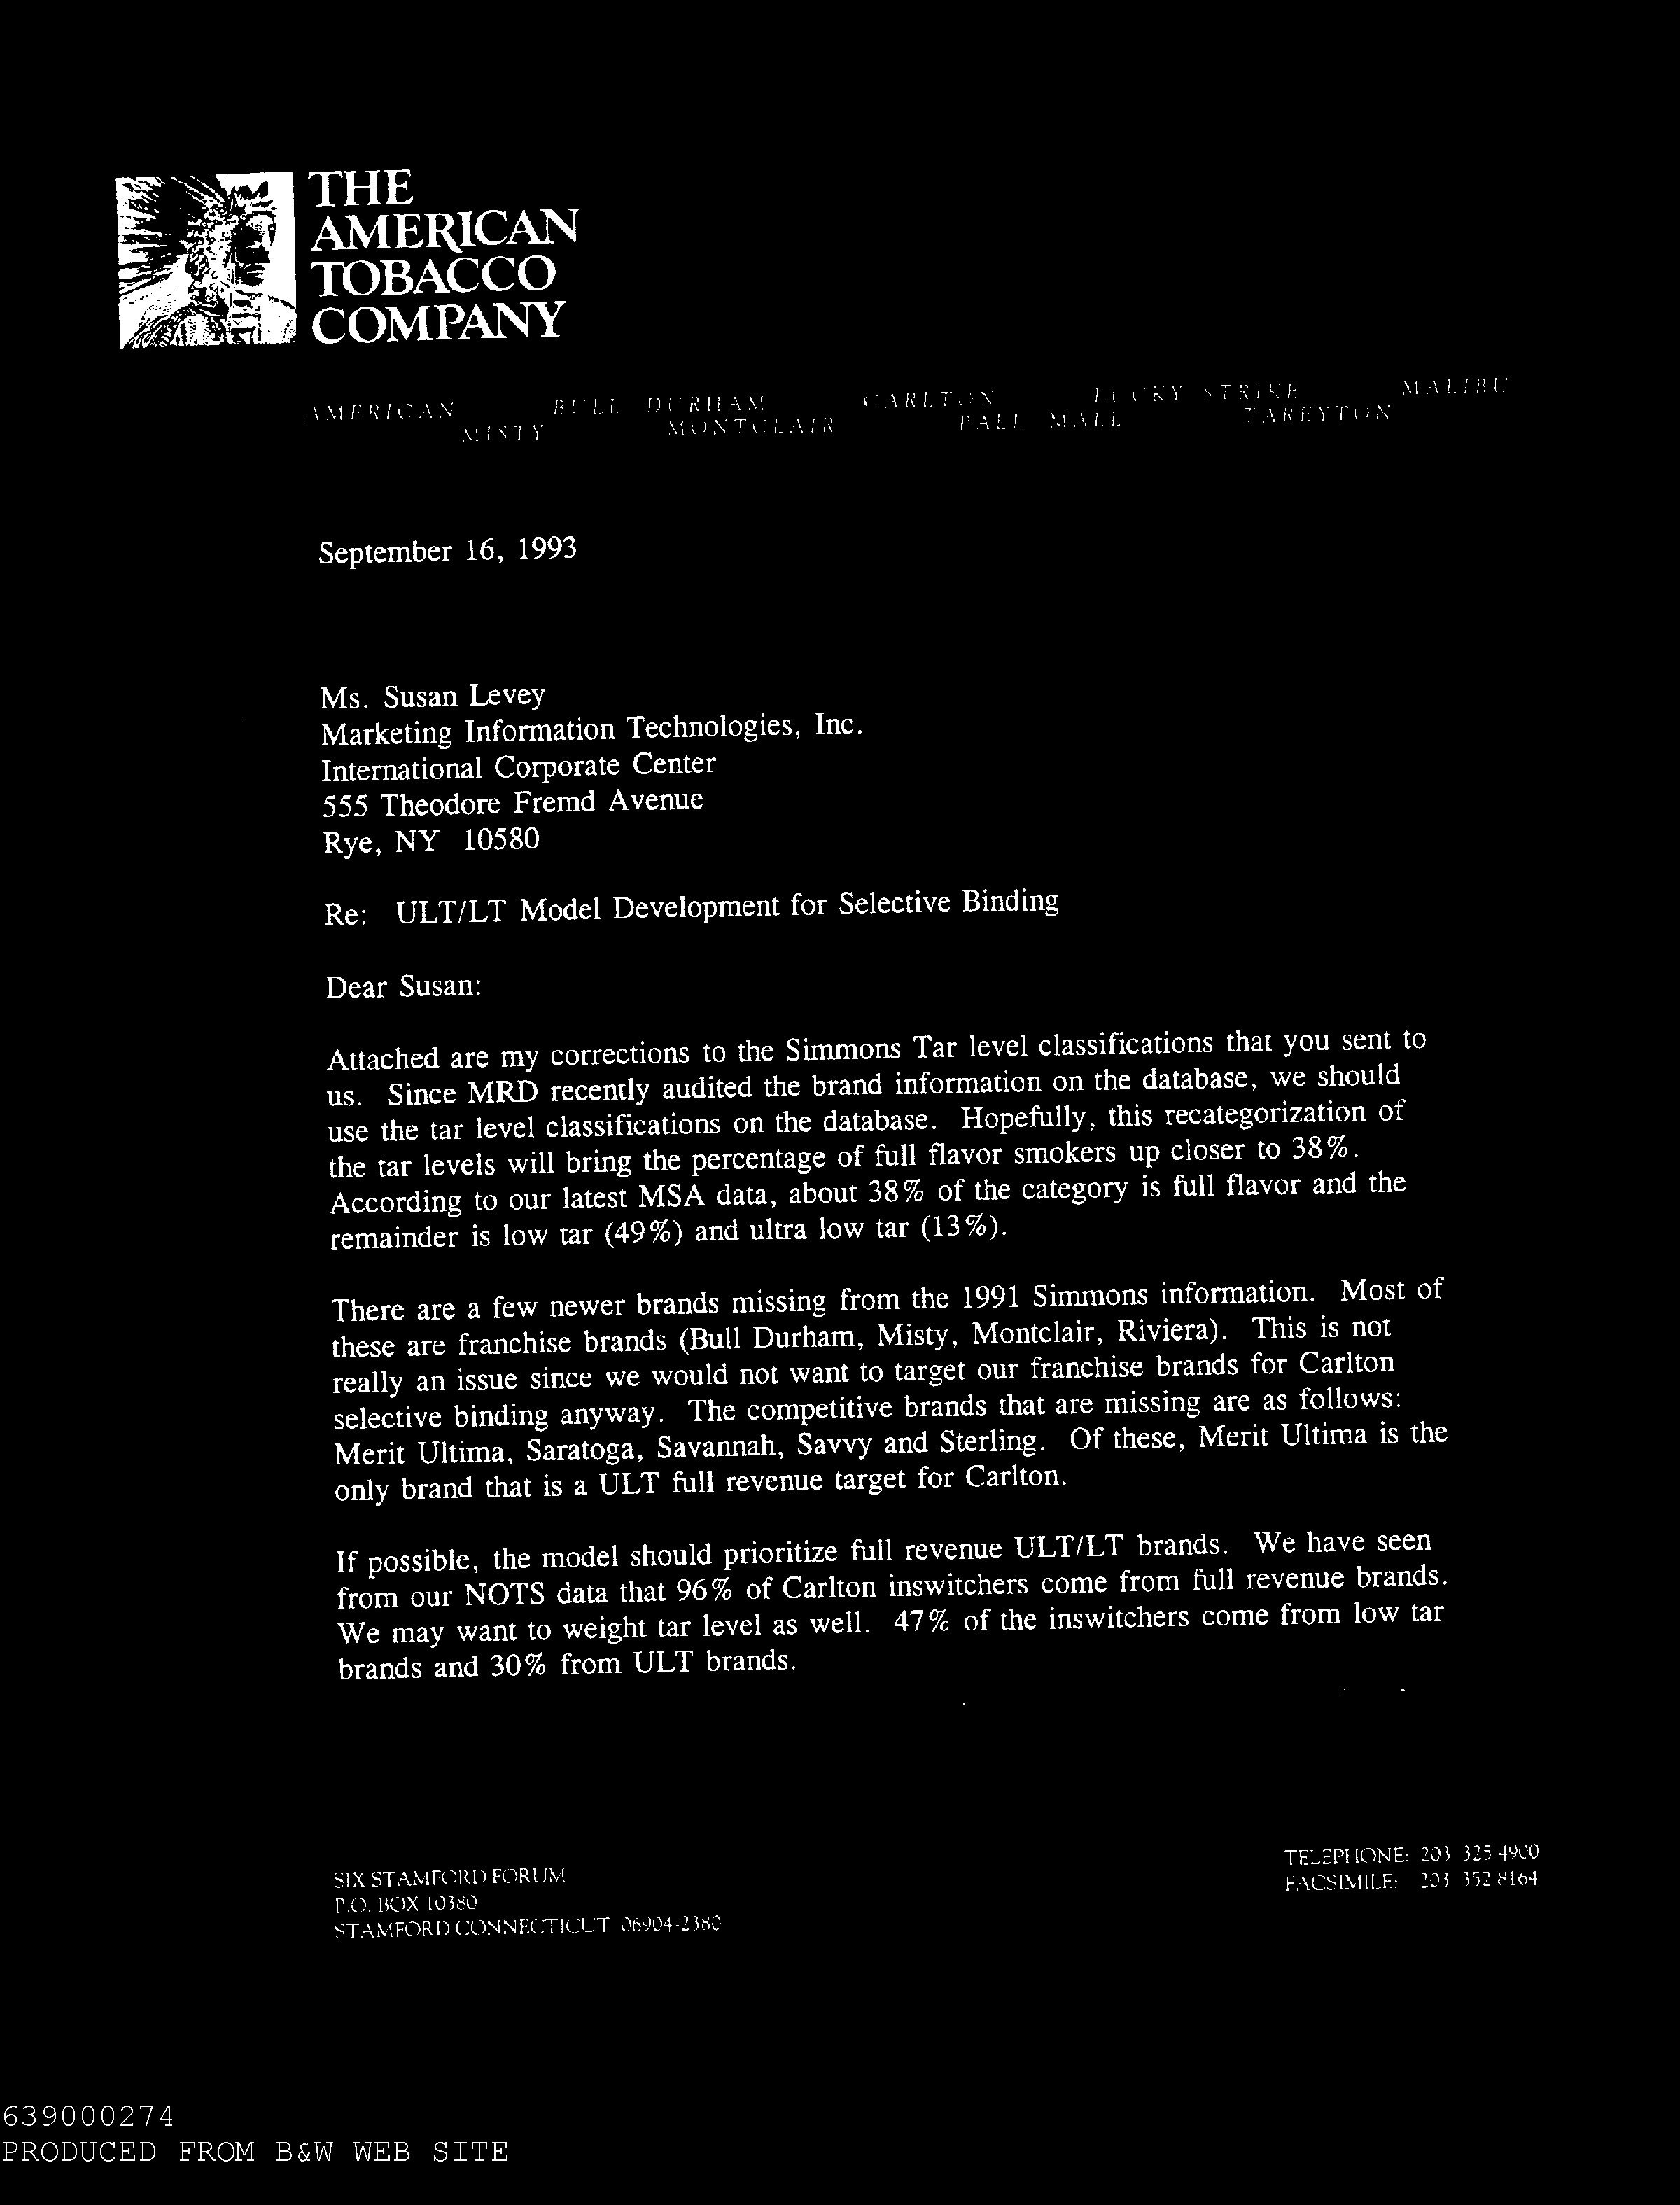 THE
AMERICAN
TOBACCO
COMPANY
AMERICAN BULL DURHAM CARLTON LUCKY STRIKE MALIBU
MISTY MONTCLAIR PALL MALL TAREYTON
September 16, 1993
Ms. Susan Levey
Marketing Information Technologies, Inc.
International Corporate Center
555 Theodore Fremd Avenue
Rye, NY 10580
Re: ULT/LT Model Development for Selective Binding
Dear Susan:
Attached are my corrections to the Simmons Tar level classifications that you sent to
us. Since MRD recently audited the brand information on the database, we should
use the tar level classifications on the database. Hopefully, this recategorization of
the tar levels will bring the percentage of full flavor smokers up closer to 38%.
According to our latest MSA data, about 38% of the category is full flavor and the
remainder is low tar (49%) and ultra low tar (13%).
There are a few newer brands missing from the 1991 Simmons information. Most of
these are franchise brands (Bull Durham, Misty, Montclair, Riviera). This is not
really an issue since we would not want to target our franchise brands for Carlton
selective binding anyway. The competitive brands that are missing are as follows:
Merit Ultima, Saratoga, Savannah, Savvy and Sterling. Of these, Merit Ultima is the
only brand that is a ULT full revenue target for Carlton.
If possible, the model should prioritize full revenue ULT/LT brands. We have seen
from our NOTS data that 96% of Carlton inswitchers come from full revenue brands.
We may want to weight tar level as well. 47% of the inswitchers come from low tar
brands and 30% from ULT brands.
SIX STAMFORD FORUM
P.O. BOX 10380
STAMFORD CONNECTICUT 06904-2380
TELEPHONE: 203 325 4900
FACSIMILE: 203 352 8164
639000274
PRODUCED FROM B&W WEB SITE